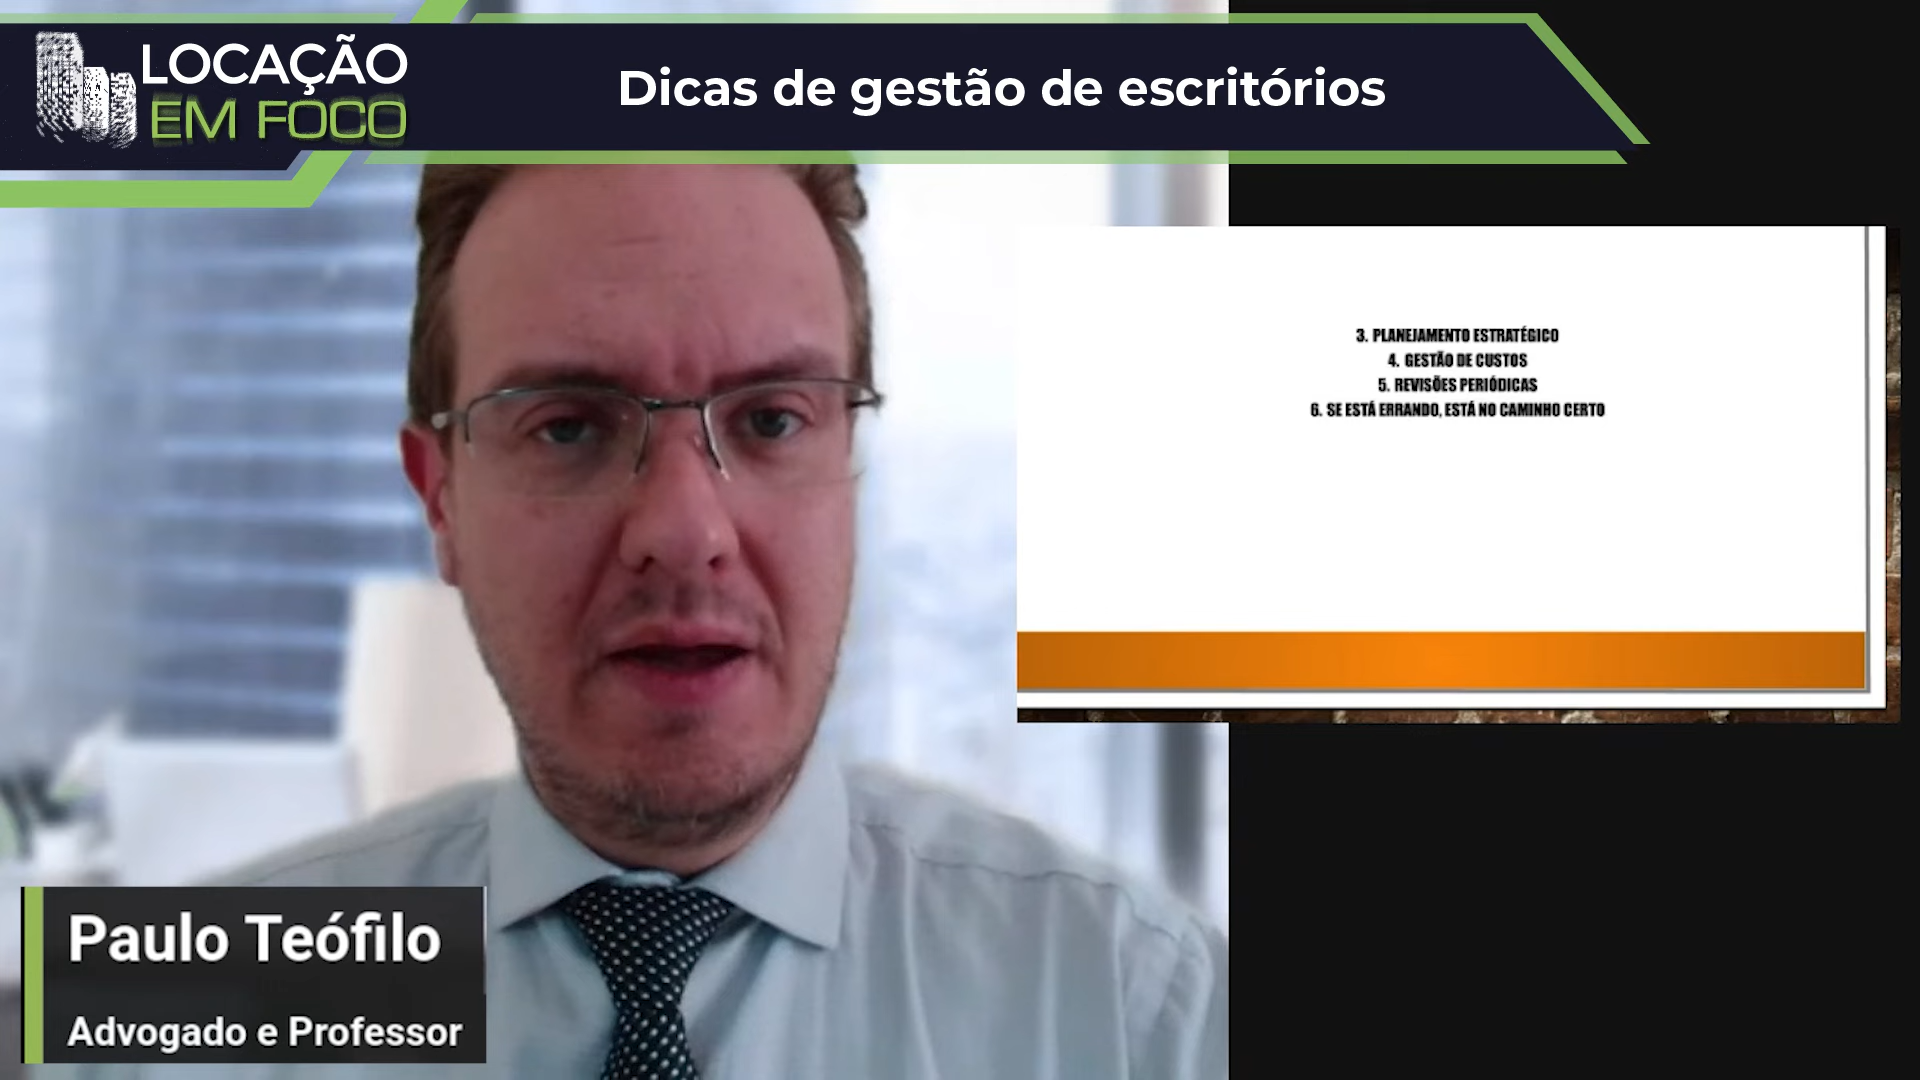 LOCAÇÃO
EM FOCO
Dicas de gestão de escritórios
3. PLANEJAMENTO ESTRATÉGICO
4. GESTÃO DE CUSTOS
5. REVISÕES PERIÓDICAS
6. SE ESTÁ ERRANDO, ESTÁ NO CAMINHO CERTO
Paulo Teófilo
Advogado e Professor